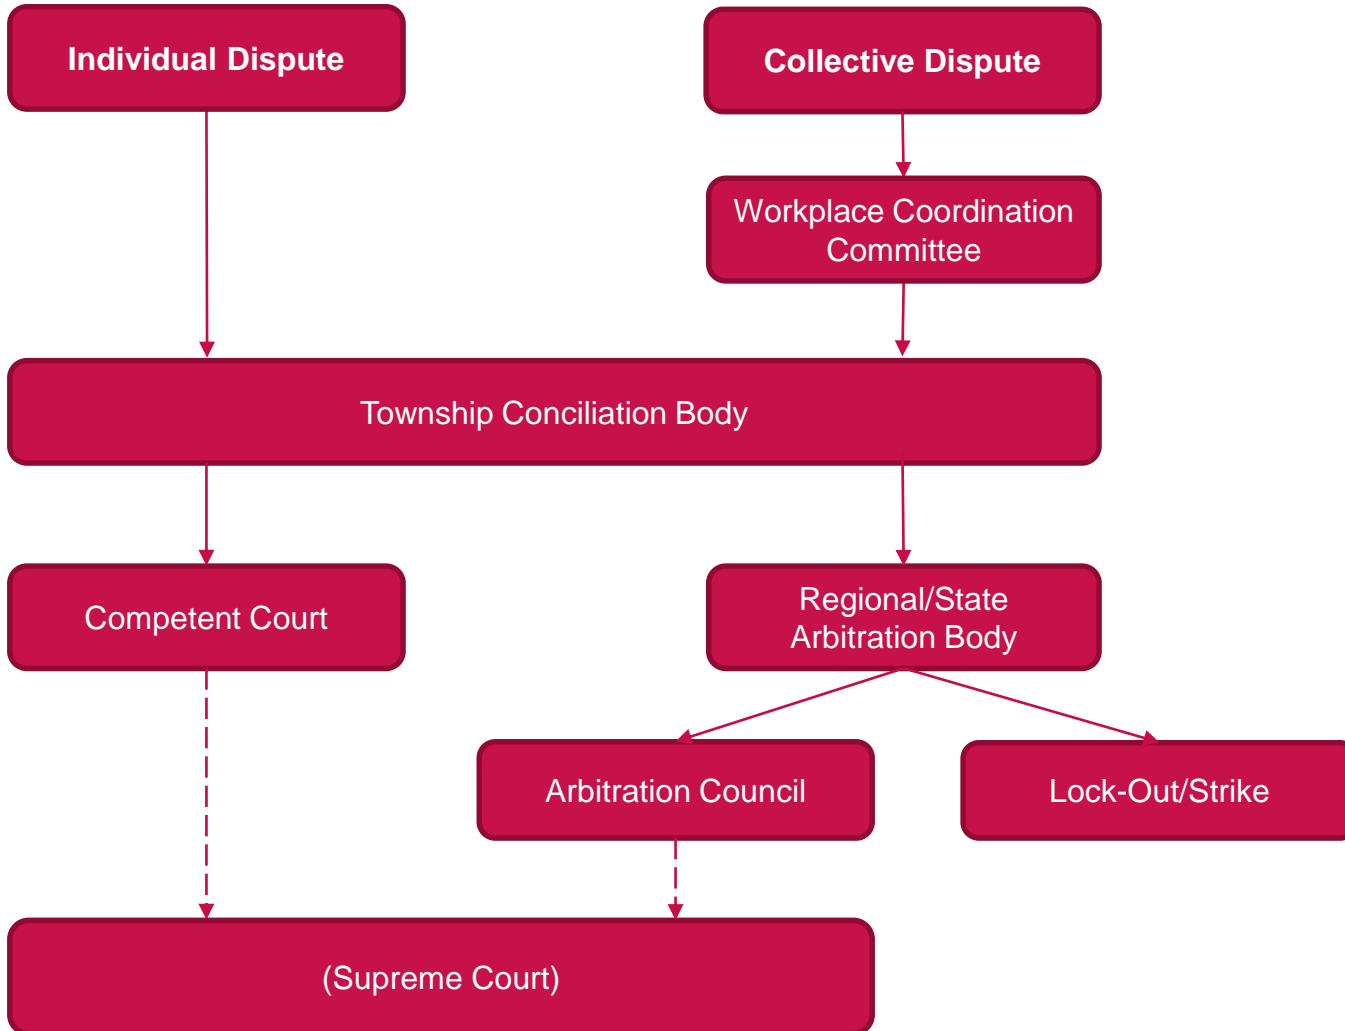 Individual Dispute
Collective Dispute
Workplace Coordination
Committee
Township Conciliation Body
Competent Court
Regional/State
Arbitration Body
Arbitration Council
Lock-Out/Strike
(Supreme Court)